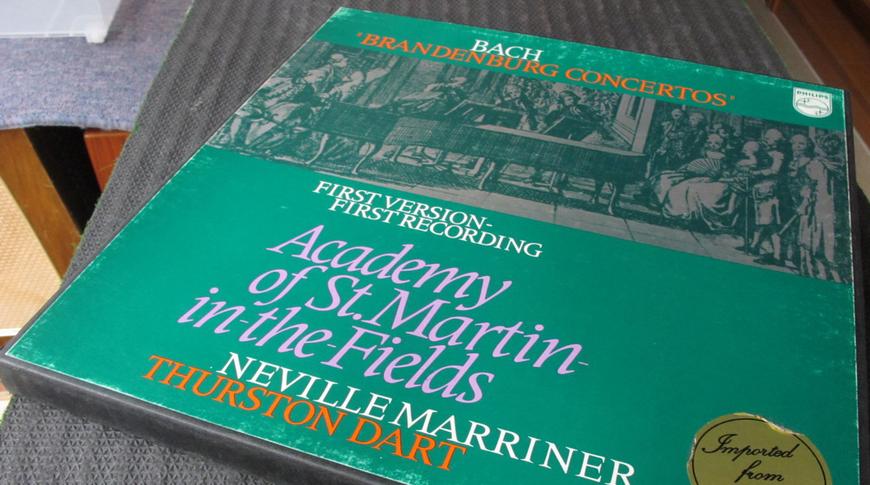 BACH
"BRANDENBURG CONCERTOS"
PHILIPS
FIRST VERSION-
FIRST RECORDING
Academy
of St. Martin-
in-the-Fields
NEVILLE MARRINER
THURSTON DART
Imported
from